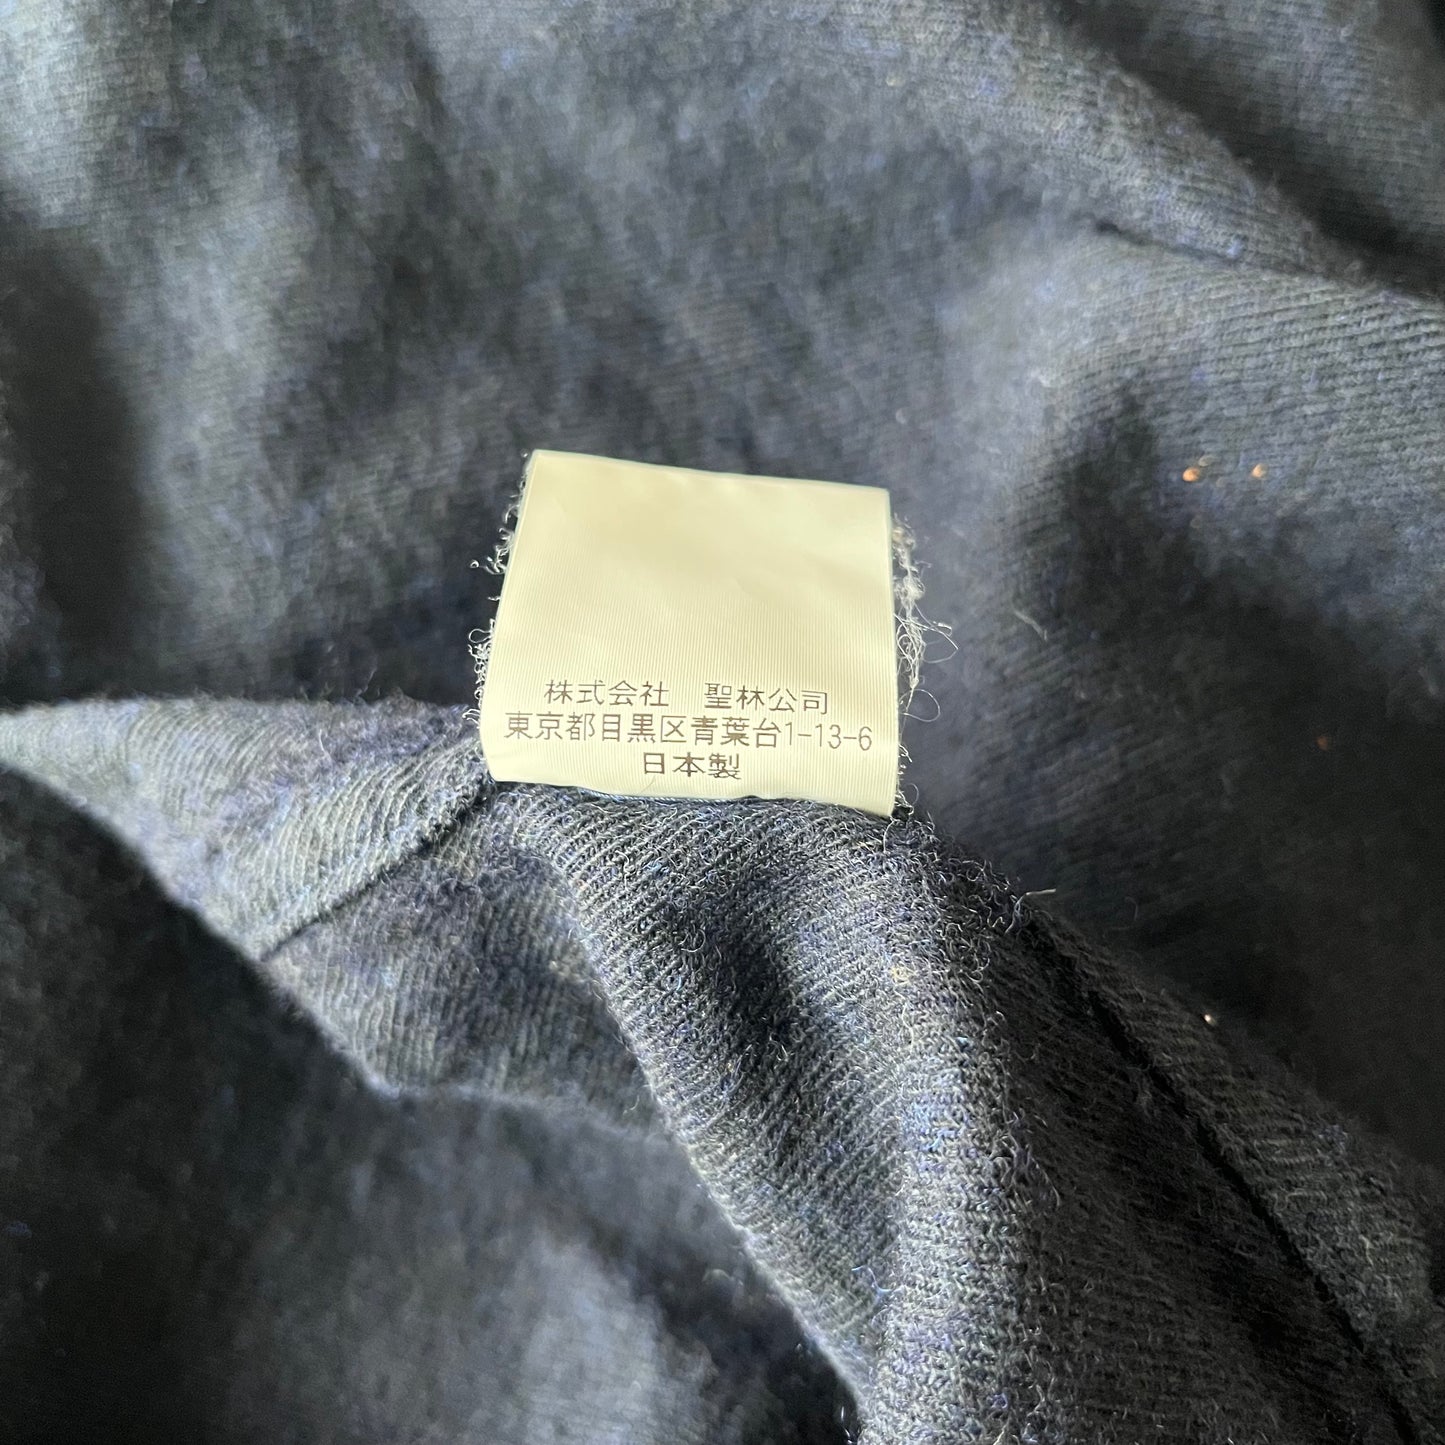 株式会社　聖林公司
東京都目黒区青葉台1-13-6
日本製